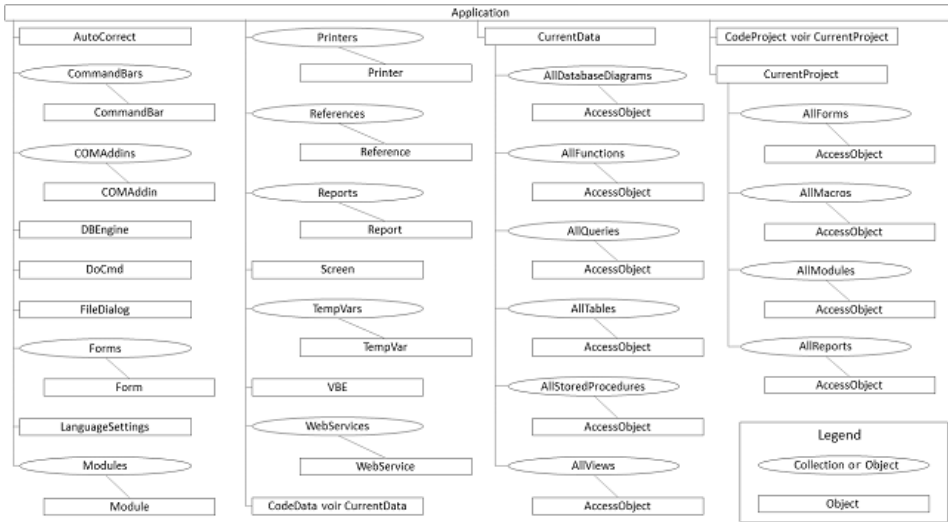 Application
AutoCorrect
CommandBars
CommandBar
COMAddins
COMAddin
DBEngine
DoCmd
FileDialog
Forms
Form
LanguageSettings
Modules
Module
Printers
Printer
References
Reference
Reports
Report
Screen
TempVars
TempVar
VBE
WebServices
WebService
CodeData voir CurrentData
CurrentData
AllDatabaseDiagrams
AccessObject
AllFunctions
AccessObject
AllQueries
AccessObject
AllTables
AccessObject
AllStoredProcedures
AccessObject
AllViews
AccessObject
CodeProject voir CurrentProject
CurrentProject
AllForms
AccessObject
AllMacros
AccessObject
AllModules
AccessObject
AllReports
AccessObject
Legend
Collection or Object
Object